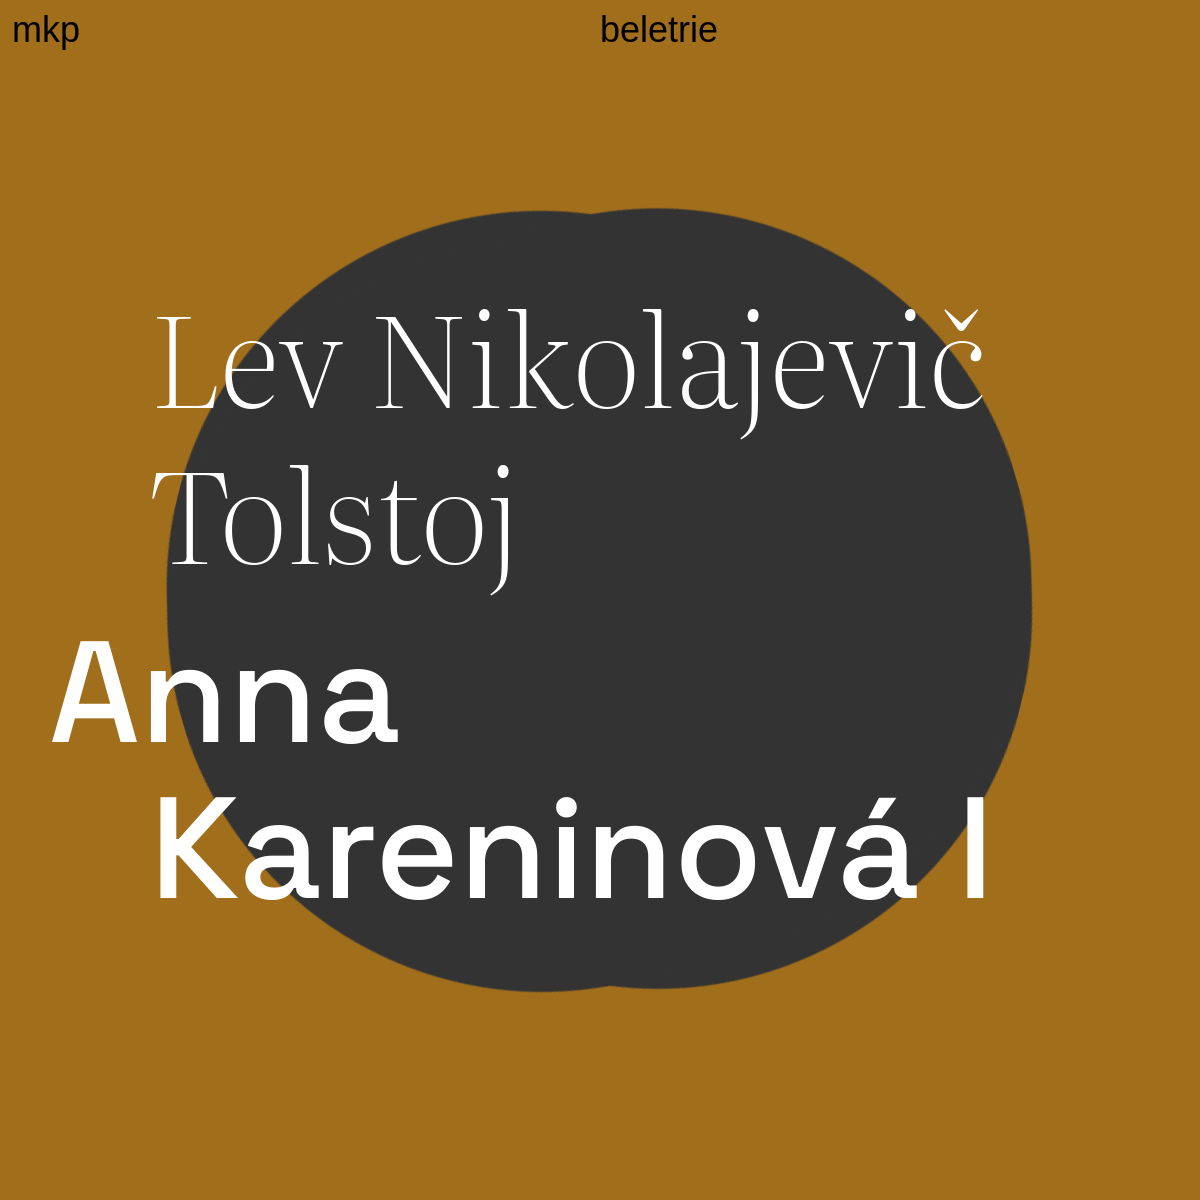 mkp
beletrie
Lev Nikolajevič
Tolstoj
Anna
Kareninová I